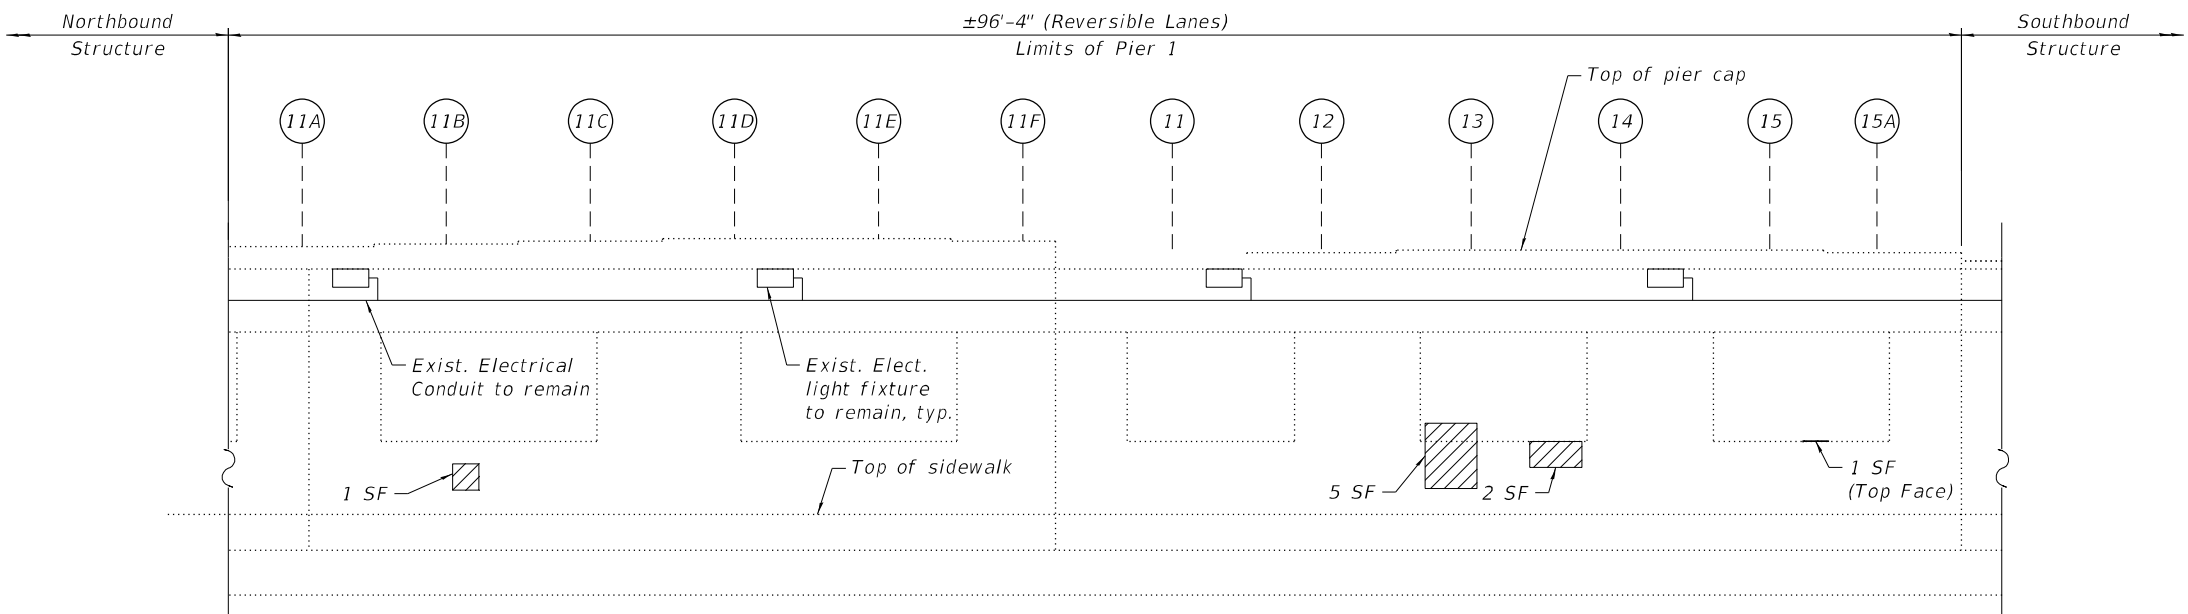 Northbound
Structure
±96'-4" (Reversible Lanes)
Limits of Pier 1
Southbound
Structure
Top of pier cap
11A
11B
11C
11D
11E
11F
11
12
13
14
15
15A
Exist. Electrical
Conduit to remain
Exist. Elect.
light fixture
to remain, typ.
Top of sidewalk
1 SF
5 SF
2 SF
1 SF
(Top Face)